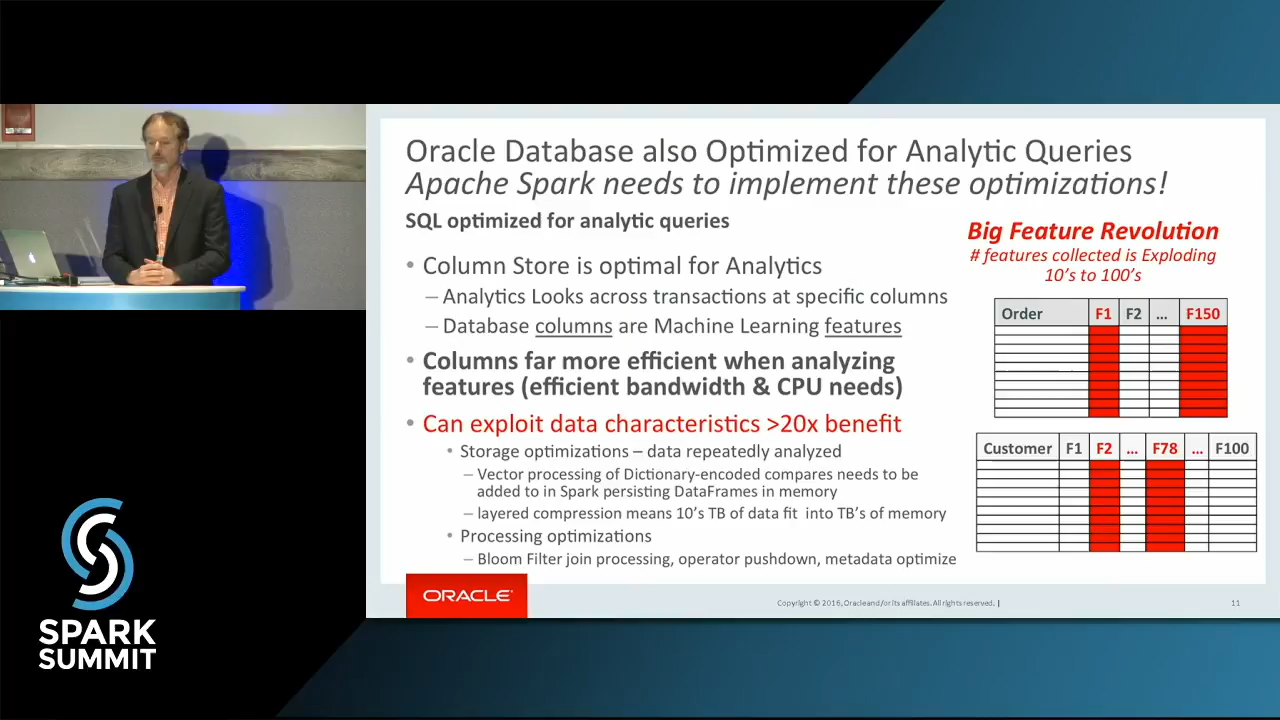 Oracle Database also Optimized for Analytic Queries
Apache Spark needs to implement these optimizations!
SQL optimized for analytic queries
• Column Store is optimal for Analytics
– Analytics Looks across transactions at specific columns
– Database columns are Machine Learning features
• Columns far more efficient when analyzing
features (efficient bandwidth & CPU needs)
• Can exploit data characteristics >20x benefit
• Storage optimizations – data repeatedly analyzed
– Vector processing of Dictionary-encoded compares needs to be
added to in Spark persisting DataFrames in memory
– layered compression means 10's TB of data fit into TB's of memory
• Processing optimizations
– Bloom Filter join processing, operator pushdown, metadata optimize
Big Feature Revolution
# features collected is Exploding
10's to 100's
Order F1 F2 ... F150
Customer F1 F2 ... F78 ... F100
ORACLE
Copyright © 2016, Oracle and/or its affiliates. All rights reserved. |
11
SPARK
SUMMIT